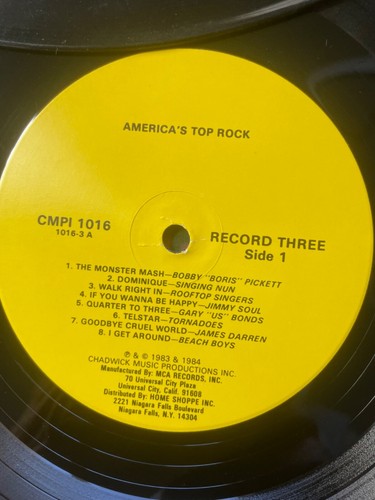 AMERICA'S TOP ROCK
CMPI 1016
1016-3 A
RECORD THREE
Side 1
1. THE MONSTER MASH—BOBBY "BORIS" PICKETT
2. DOMINIQUE—SINGING NUN
3. WALK RIGHT IN—ROOFTOP SINGERS
4. IF YOU WANNA BE HAPPY—JIMMY SOUL
5. QUARTER TO THREE—GARY "US" BONDS
6. TELSTAR—TORNADOES
7. GOODBYE CRUEL WORLD—JAMES DARREN
8. I GET AROUND—BEACH BOYS
℗ & © 1983 & 1984
CHADWICK MUSIC PRODUCTIONS INC.
Manufactured By: MCA RECORDS, INC.
70 Universal City Plaza
Universal City, Calif. 91608
Distributed By: HOME SHOPPE INC.
2221 Niagara Falls Boulevard
Niagara Falls, N.Y. 14304